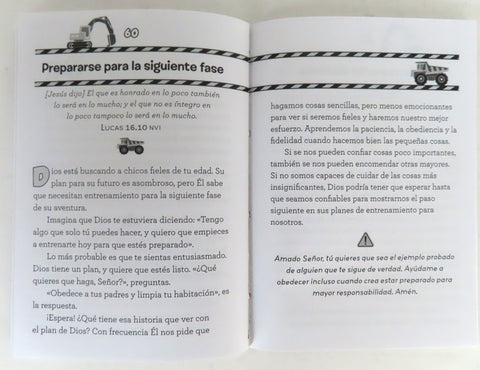 60
Prepararse para la siguiente fase
[Jesús dijo] El que es honrado en lo poco también
lo será en lo mucho; y el que no es íntegro en
lo poco tampoco lo será en lo mucho.
Lucas 16.10 NVI
Dios está buscando a chicos fieles de tu edad. Su
plan para su futuro es asombroso, pero Él sabe
que necesitan entrenamiento para la siguiente fase
de su aventura.
Imagina que Dios te estuviera diciendo: «Tengo
algo que solo tú puedes hacer, y quiero que empieces
a entrenarte hoy para que estés preparado».
Lo más probable es que te sientas entusiasmado.
Dios tiene un plan, y quiere que estés listo. «¿Qué
quieres que haga, Señor?», preguntas.
«Obedece a tus padres y limpia tu habitación», es
la respuesta.
¡Espera! ¿Qué tiene esa historia que ver con
el plan de Dios? Con frecuencia Él nos pide que
hagamos cosas sencillas, pero menos emocionantes
para ver si seremos fieles y haremos nuestro mejor
esfuerzo. Aprendemos la paciencia, la obediencia y la
fidelidad cuando hacemos bien las pequeñas cosas.
Si se nos pueden confiar cosas poco importantes,
también se nos pueden encomendar otras mayores.
Si no somos capaces de cuidar de las cosas más
insignificantes, Dios podría tener que esperar hasta
que seamos confiables para mostrarnos el paso
siguiente en sus planes de entrenamiento para
nosotros.
Amado Señor, tú quieres que sea el ejemplo probado
de alguien que te sigue de verdad. Ayúdame a
obedecer incluso cuando crea estar preparado para
mayor responsabilidad. Amén.